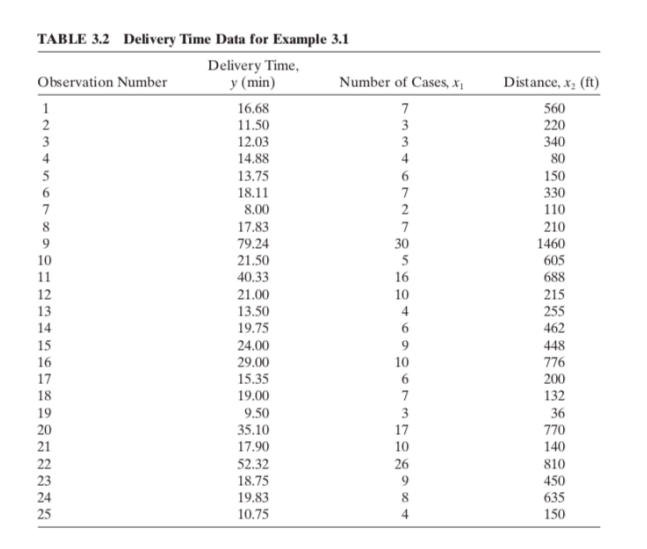 TABLE 3.2 Delivery Time Data for Example 3.1
Delivery Time,
Observation Number y (min) Number of Cases, x₁ Distance, x₂ (ft)
1 16.68 7 560
2 11.50 3 220
3 12.03 3 340
4 14.88 4 80
5 13.75 6 150
6 18.11 7 330
7 8.00 2 110
8 17.83 7 210
9 79.24 30 1460
10 21.50 5 605
11 40.33 16 688
12 21.00 10 215
13 13.50 4 255
14 19.75 6 462
15 24.00 9 448
16 29.00 10 776
17 15.35 6 200
18 19.00 7 132
19 9.50 3 36
20 35.10 17 770
21 17.90 10 140
22 52.32 26 810
23 18.75 9 450
24 19.83 8 635
25 10.75 4 150